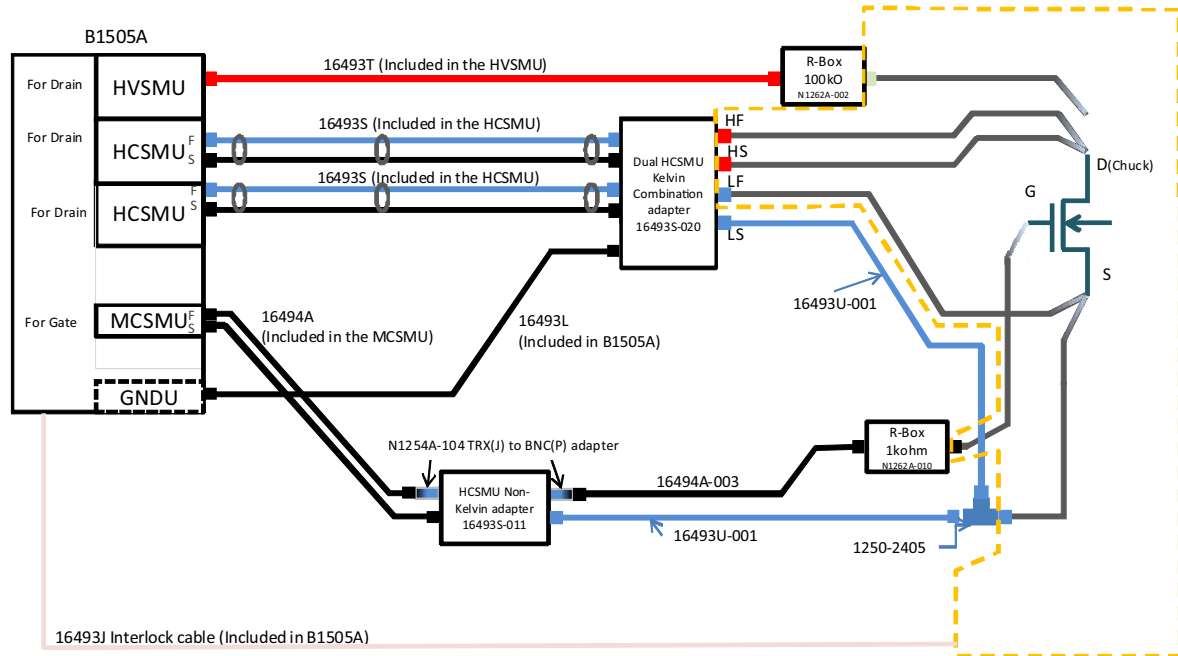 B1505A
For Drain
HVSMU
16493T (Included in the HVSMU)
R-Box
100kO
N1262A-002
For Drain
HCSMU
F
S
16493S (Included in the HCSMU)
For Drain
HCSMU
F
S
16493S (Included in the HCSMU)
Dual HCSMU
Kelvin
Combination
adapter
16493S-020
HF
HS
LF
LS
D(Chuck)
G
S
16493U-001
For Gate
MCSMU
F
S
16494A
(Included in the MCSMU)
16493L
(Included in B1505A)
GNDU
N1254A-104 TRX(J) to BNC(P) adapter
HCSMU Non-
Kelvin adapter
16493S-011
16494A-003
R-Box
1kohm
N1262A-010
16493U-001
1250-2405
16493J Interlock cable (Included in B1505A)